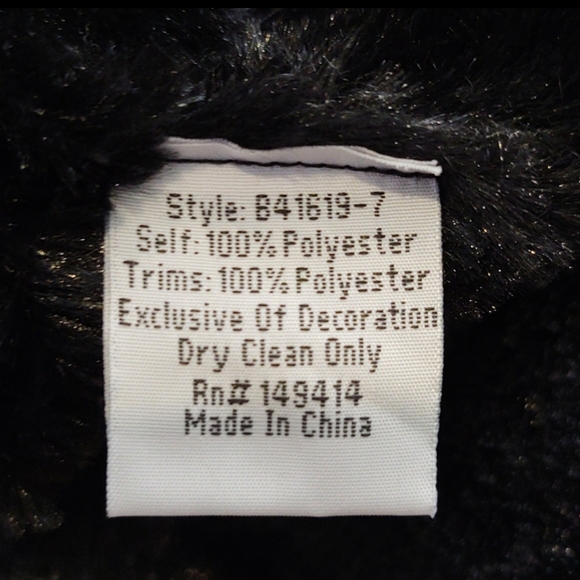 Style: B41619-7
Self: 100% Polyester
Trims: 100% Polyester
Exclusive Of Decoration
Dry Clean Only
Rn# 149414
Made In China